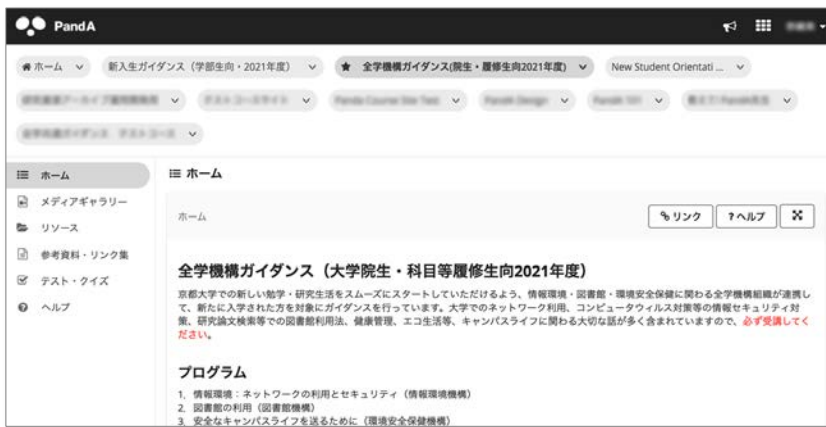 PandA
ホーム
新入生ガイダンス（学部生向・2021年度）
全学機構ガイダンス(院生・履修生向2021年度)
New Student Orientati ...
ホーム
メディアギャラリー
リソース
参考資料・リンク集
テスト・クイズ
ヘルプ
ホーム
ホーム
リンク
?ヘルプ
全学機構ガイダンス（大学院生・科目等履修生向2021年度）
京都大学での新しい勉学・研究生活をスムーズにスタートしていただけるよう、情報環境・図書館・環境安全保健に関わる全学機構組織が連携し
て、新たに入学された方を対象にガイダンスを行っています。大学でのネットワーク利用、コンピュータウィルス対策等の情報セキュリティ対
策、研究論文検索等での図書館利用法、健康管理、エコ生活等、キャンパスライフに関わる大切な話が多く含まれていますので、必ず受講してく
ださい。
プログラム
1. 情報環境：ネットワークの利用とセキュリティ（情報環境機構）
2. 図書館の利用（図書館機構）
3. 安全なキャンパスライフを送るために（環境安全保健機構）